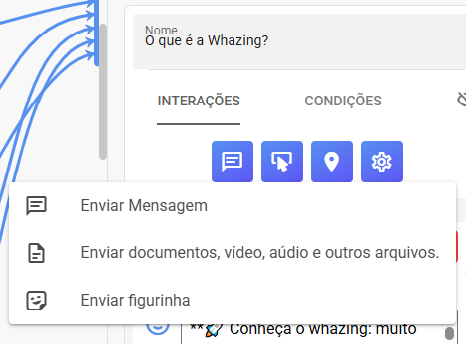 Nome
O que é a Whazing?
INTERAÇÕES CONDIÇÕES
Enviar Mensagem
Enviar documentos, vídeo, aúdio e outros arquivos.
Enviar figurinha
**🚀 Conheça o whazing: muito